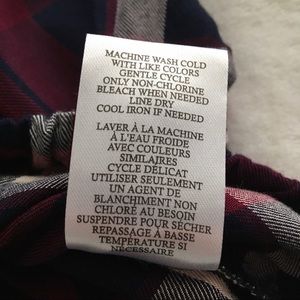 MACHINE WASH COLD
WITH LIKE COLORS
GENTLE CYCLE
ONLY NON-CHLORINE
BLEACH WHEN NEEDED
LINE DRY
COOL IRON IF NEEDED
LAVER À LA MACHINE
À L'EAU FROIDE
AVEC COULEURS
SIMILAIRES
CYCLE DÉLICAT
UTILISER SEULEMENT
UN AGENT DE
BLANCHIMENT NON
CHLORÉ AU BESOIN
SUSPENDRE POUR SÉCHER
REPASSAGE À BASSE
TEMPÉRATURE SI
NÉCESSAIRE